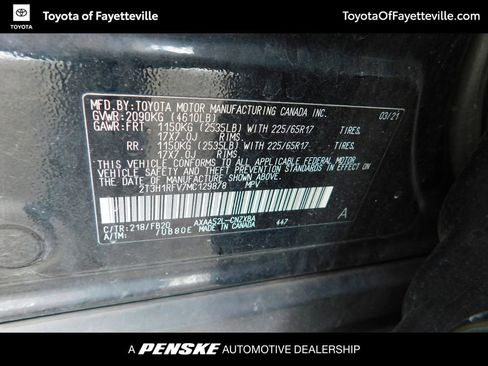 Toyota of Fayetteville
TOYOTA
ToyotaOfFayetteville.com
MFD.BY:TOYOTA MOTOR MANUFACTURING CANADA INC.
GVWR:2090KG (4610LB) 03/21
GAWR:FRT 1150KG (2535LB) WITH 225/65R17 TIRES.
17X7.0J RIMS.
RR. 1150KG (2535LB) WITH 225/65R17 TIRES.
17X7.0J RIMS.
THIS VEHICLE CONFORMS TO ALL APPLICABLE FEDERAL MOTOR
VEHICLE SAFETY AND THEFT PREVENTION STANDARDS IN
EFFECT ON THE DATE OF MANUFACTURE SHOWN ABOVE.
2T3H1RFV7MC129878 MPV
C/TR:218/FB20 AXAA52L-CNZXBA A
A/TM: /UB80E MADE IN CANADA 447
A PENSKE AUTOMOTIVE DEALERSHIP